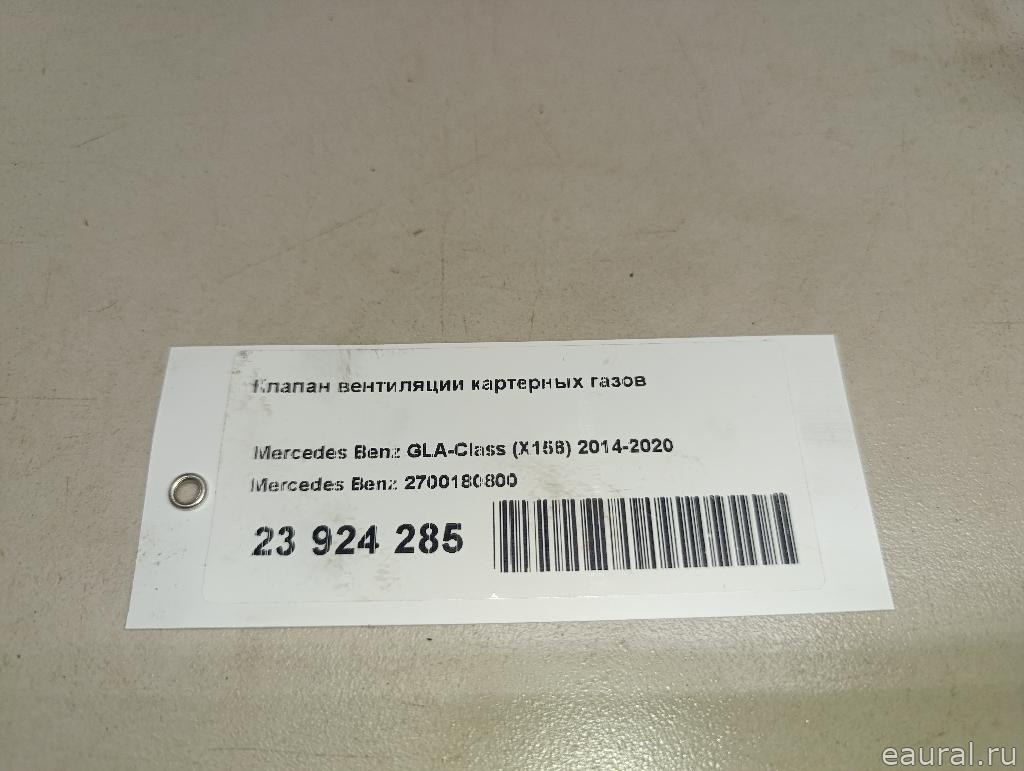 Клапан вентиляции картерных газов
Mercedes Benz GLA-Class (X156) 2014-2020
Mercedes Benz 2700180800
23 924 285
eaural.ru